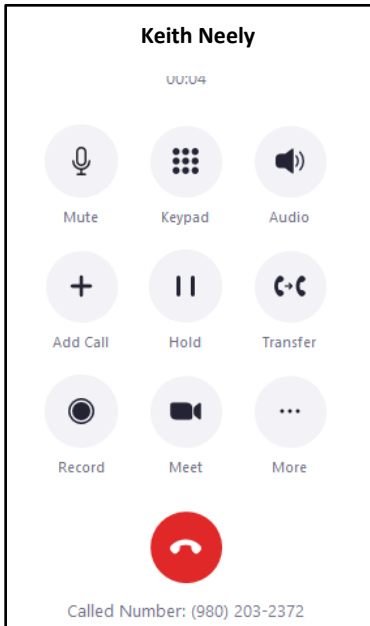 Keith Neely
00:04
Mute Keypad Audio
Add Call Hold Transfer
Record Meet More
Called Number: (980) 203-2372